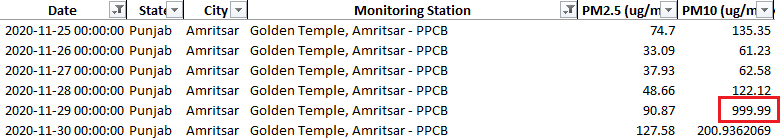 Date State City Monitoring Station PM2.5 (ug/m PM10 (ug/m
2020-11-25 00:00:00 Punjab Amritsar Golden Temple, Amritsar - PPCB 74.7 135.35
2020-11-26 00:00:00 Punjab Amritsar Golden Temple, Amritsar - PPCB 33.09 61.23
2020-11-27 00:00:00 Punjab Amritsar Golden Temple, Amritsar - PPCB 37.93 62.58
2020-11-28 00:00:00 Punjab Amritsar Golden Temple, Amritsar - PPCB 48.66 122.12
2020-11-29 00:00:00 Punjab Amritsar Golden Temple, Amritsar - PPCB 90.87 999.99
2020-11-30 00:00:00 Punjab Amritsar Golden Temple, Amritsar - PPCB 127.58 200.9362069